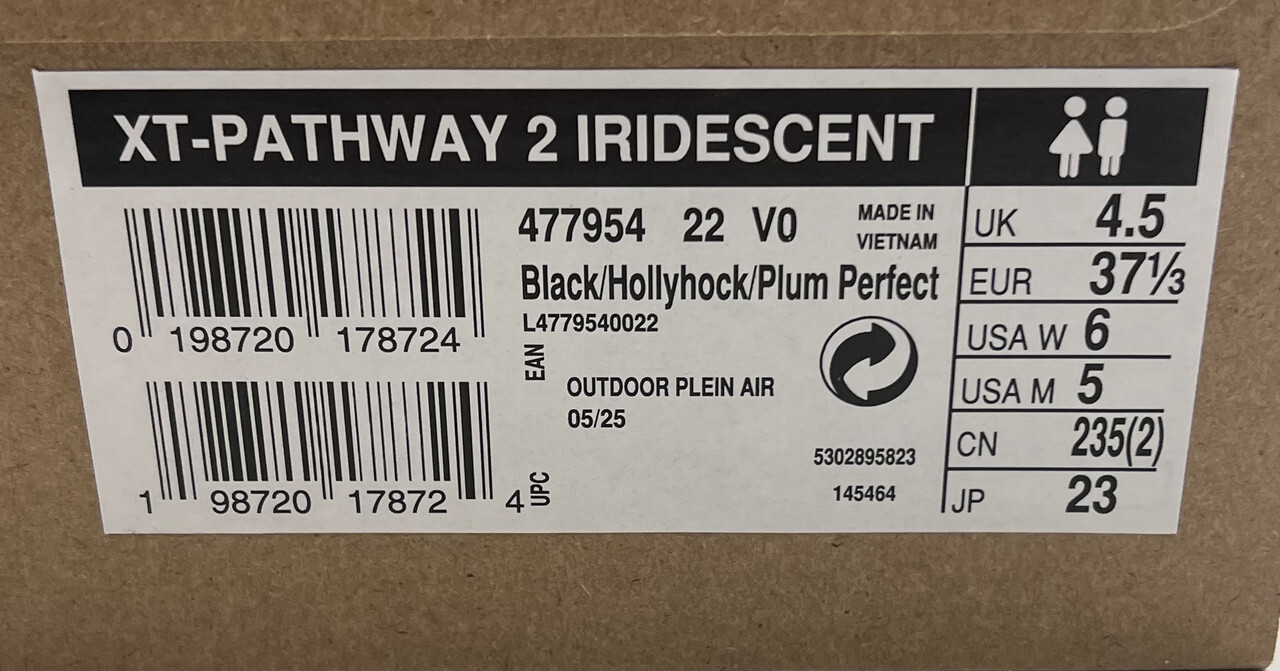 XT-PATHWAY 2 IRIDESCENT
477954 22 V0
MADE IN
VIETNAM
Black/Hollyhock/Plum Perfect
L4779540022
0 198720 178724
EAN
OUTDOOR PLEIN AIR
05/25
1 98720 17872 4
UPC
5302895823
145464
UK 4.5
EUR 37⅓
USA W 6
USA M 5
CN 235(2)
JP 23